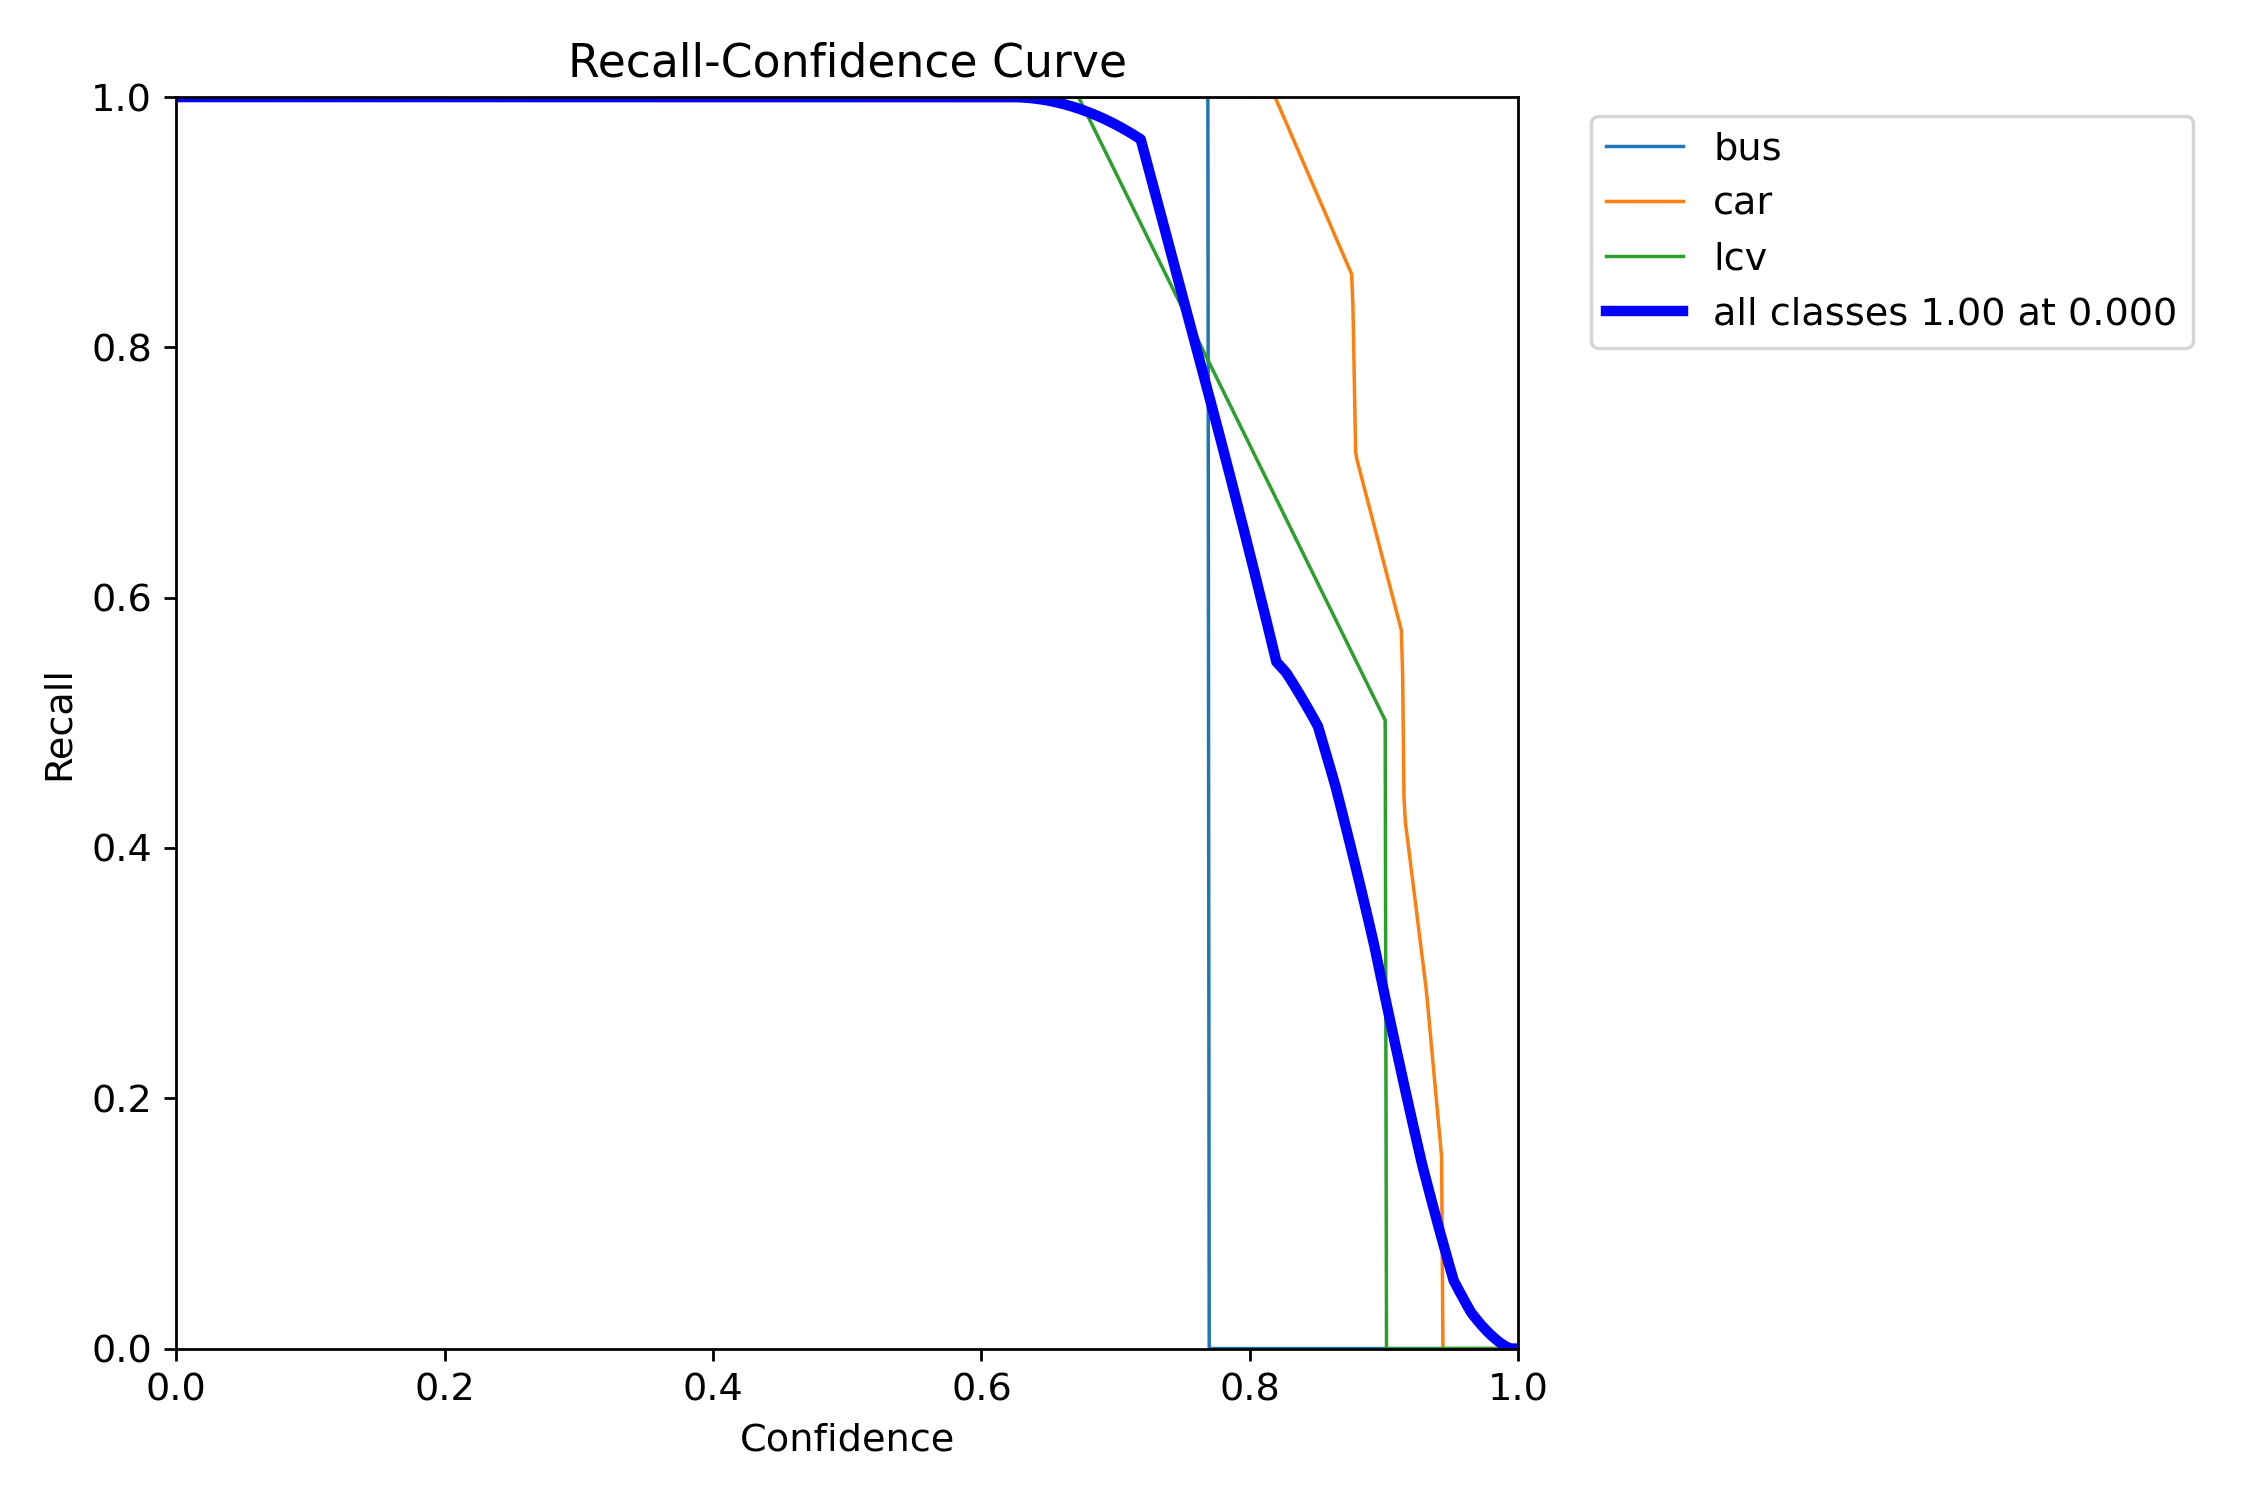 Recall-Confidence Curve
1.0
0.8
0.6
0.4
0.2
0.0
Recall
0.0 0.2 0.4 0.6 0.8 1.0
Confidence
bus
car
lcv
all classes 1.00 at 0.000